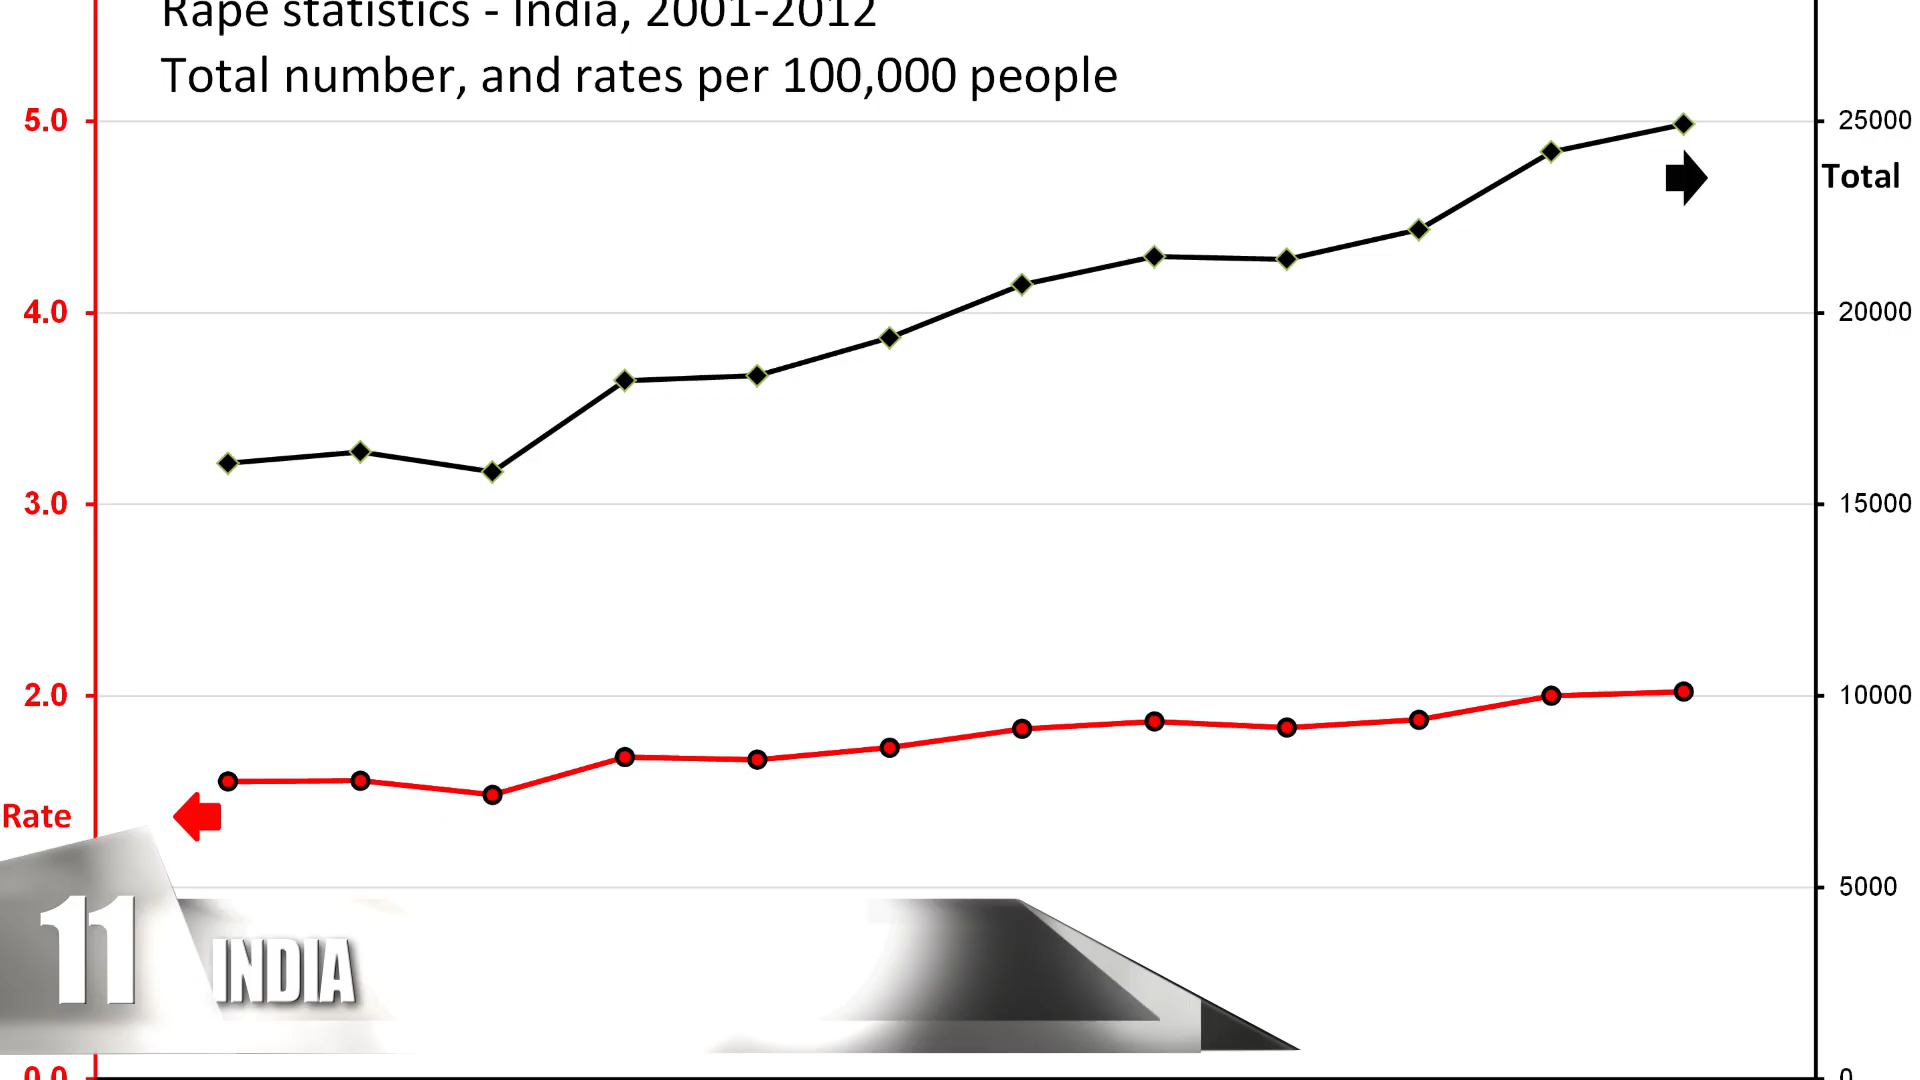 Rape statistics - India, 2001-2012
Total number, and rates per 100,000 people
5.0
25000
Total
4.0
20000
3.0
15000
2.0
10000
Rate
5000
11
INDIA
0.0
0